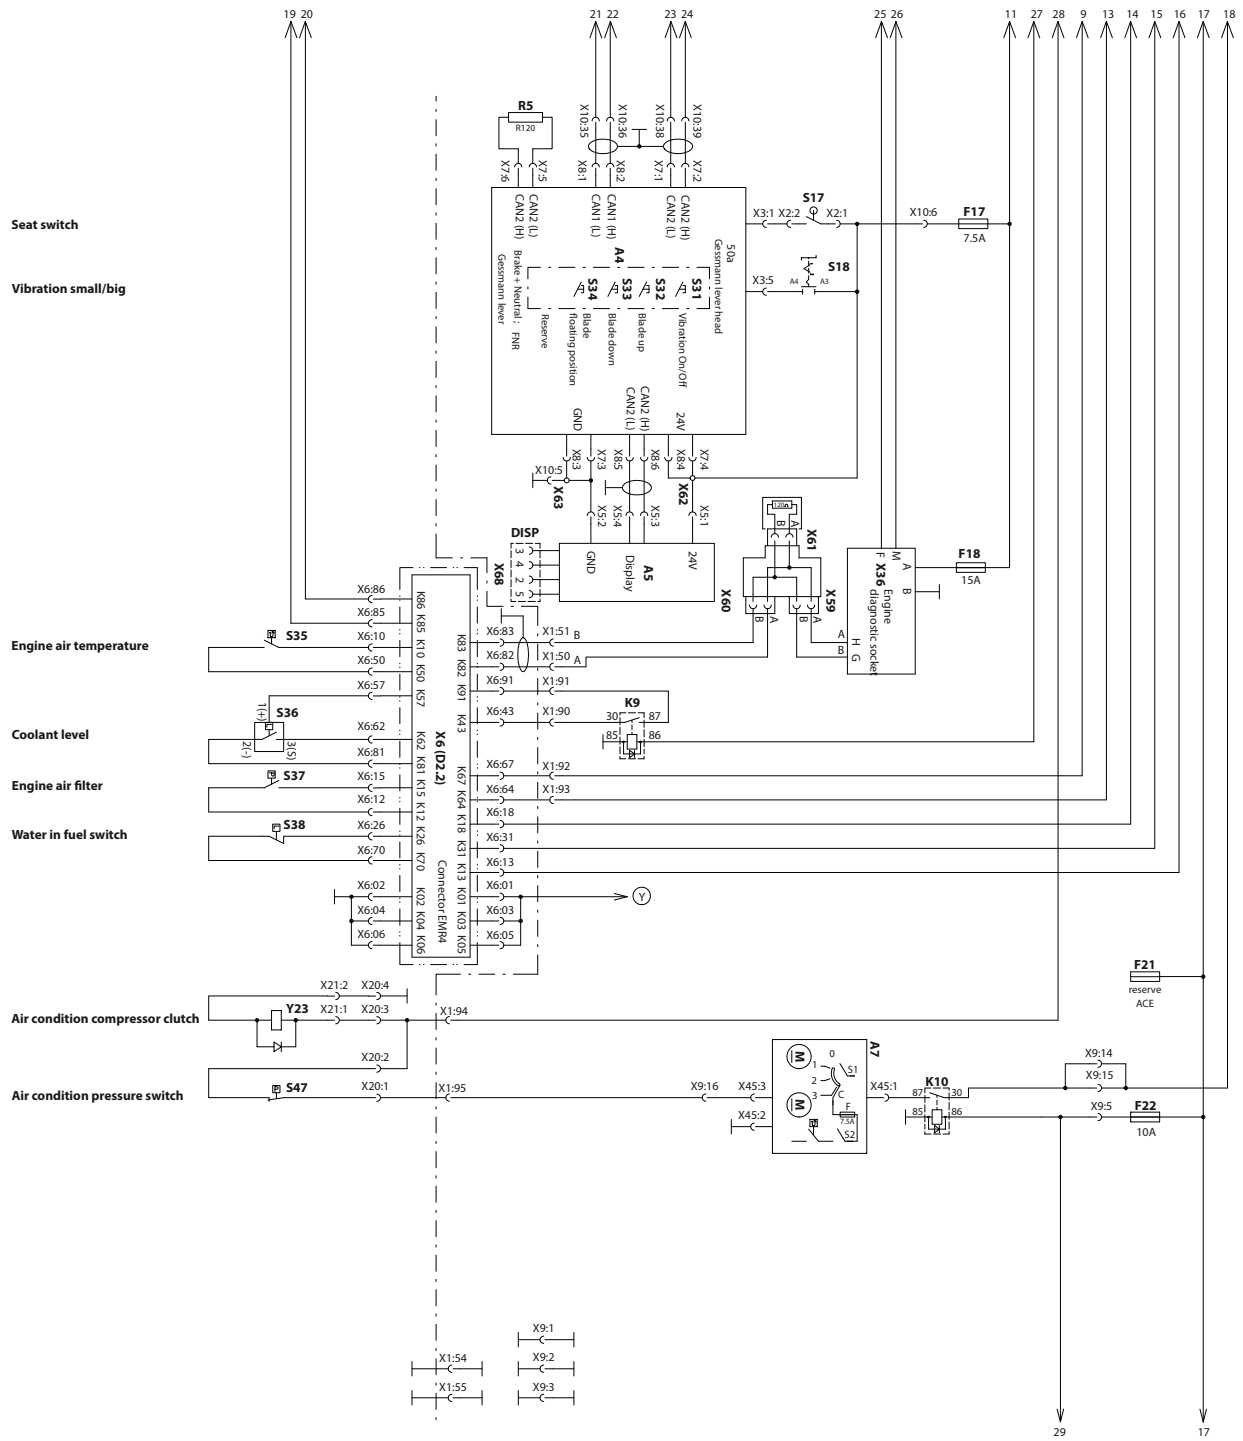 19 20 21 22 23 24 25 26 11 27 28 9 13 14 15 16 17 18
R5
R120
X10:35
X10:36
X10:38
X10:39
X7:6
X7:5
X8:1
X8:2
X7:1
X7:2
CAN2 (H)
CAN2 (L)
CAN1 (L)
CAN1 (H)
CAN2 (L)
CAN2 (H)
Seat switch
X3:1 X2:2 S17 X2:1 X10:6 F17
7.5A
50a
Gessmann lever head
A4
S34
S33
S32
S31
Vibration small/big
X3:5 A4 A3 S18
Gessmann lever
Brake + Neutral ; FNR
Reserve
Blade
floating position
Blade down
Blade up
Vibration On/Off
GND
CAN2 (L)
CAN2 (H)
24V
X8:3
X7:3
X8:5
X8:6
X8:4
X7:4
X10:5
X63
X62
X5:2
X5:4
X5:3
X5:1
DISP
3
4
2
5
X68
GND
Display
A5
24V
X60
120Ω
B
A
X61
X59
B
A
B
A
F
M
X36
Engine
diagnostic socket
A
B
H
G
A
B
F18
15A
X6:86
X6:85
Engine air temperature
S35
X6:10
X6:50
X6:57
Coolant level
1(+)
S36
2(-)
3(S)
X6:62
X6:81
Engine air filter
S37
X6:15
X6:12
Water in fuel switch
S38
X6:26
X6:70
X6:02
X6:04
X6:06
K86
K85
K10
K50
K57
K62
K81
K15
K12
K26
K70
K02
K04
K06
X6 (D2.2)
Connector EMR4
K83
K82
K91
K43
K67
K64
K18
K31
K13
K01
K03
K05
X6:83 X1:51 B
X6:82 X1:50 A
X6:91 X1:91
X6:43 X1:90
K9
30 87
85 86
X6:67 X1:92
X6:64 X1:93
X6:18
X6:31
X6:13
X6:01
Y
X6:03
X6:05
F21
reserve
ACE
X21:2 X20:4
Air condition compressor clutch
Y23 X21:1 X20:3 X1:94
X20:2
Air condition pressure switch
S47 X20:1 X1:95 X9:16 X45:3
X45:2
A7
M
M
0
1
2
3
C
S1
F
7.5A
S2
X45:1
K10
87 30
85 86
X9:14
X9:15
X9:5 F22
10A
X9:1
X1:54 X9:2
X1:55 X9:3
29 17